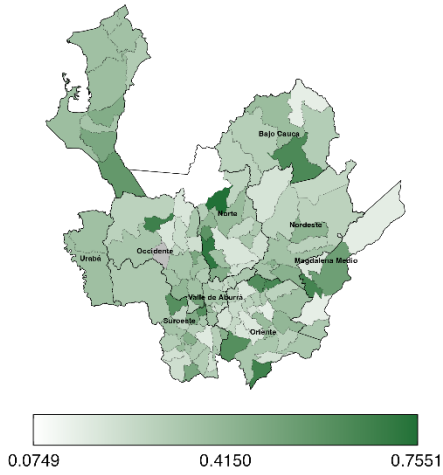 Bajo Cauca
Norte
Nordeste
Occidente
Urabá
Magdalena Medio
Valle de Aburrá
Suroeste
Oriente
0.0749 0.4150 0.7551